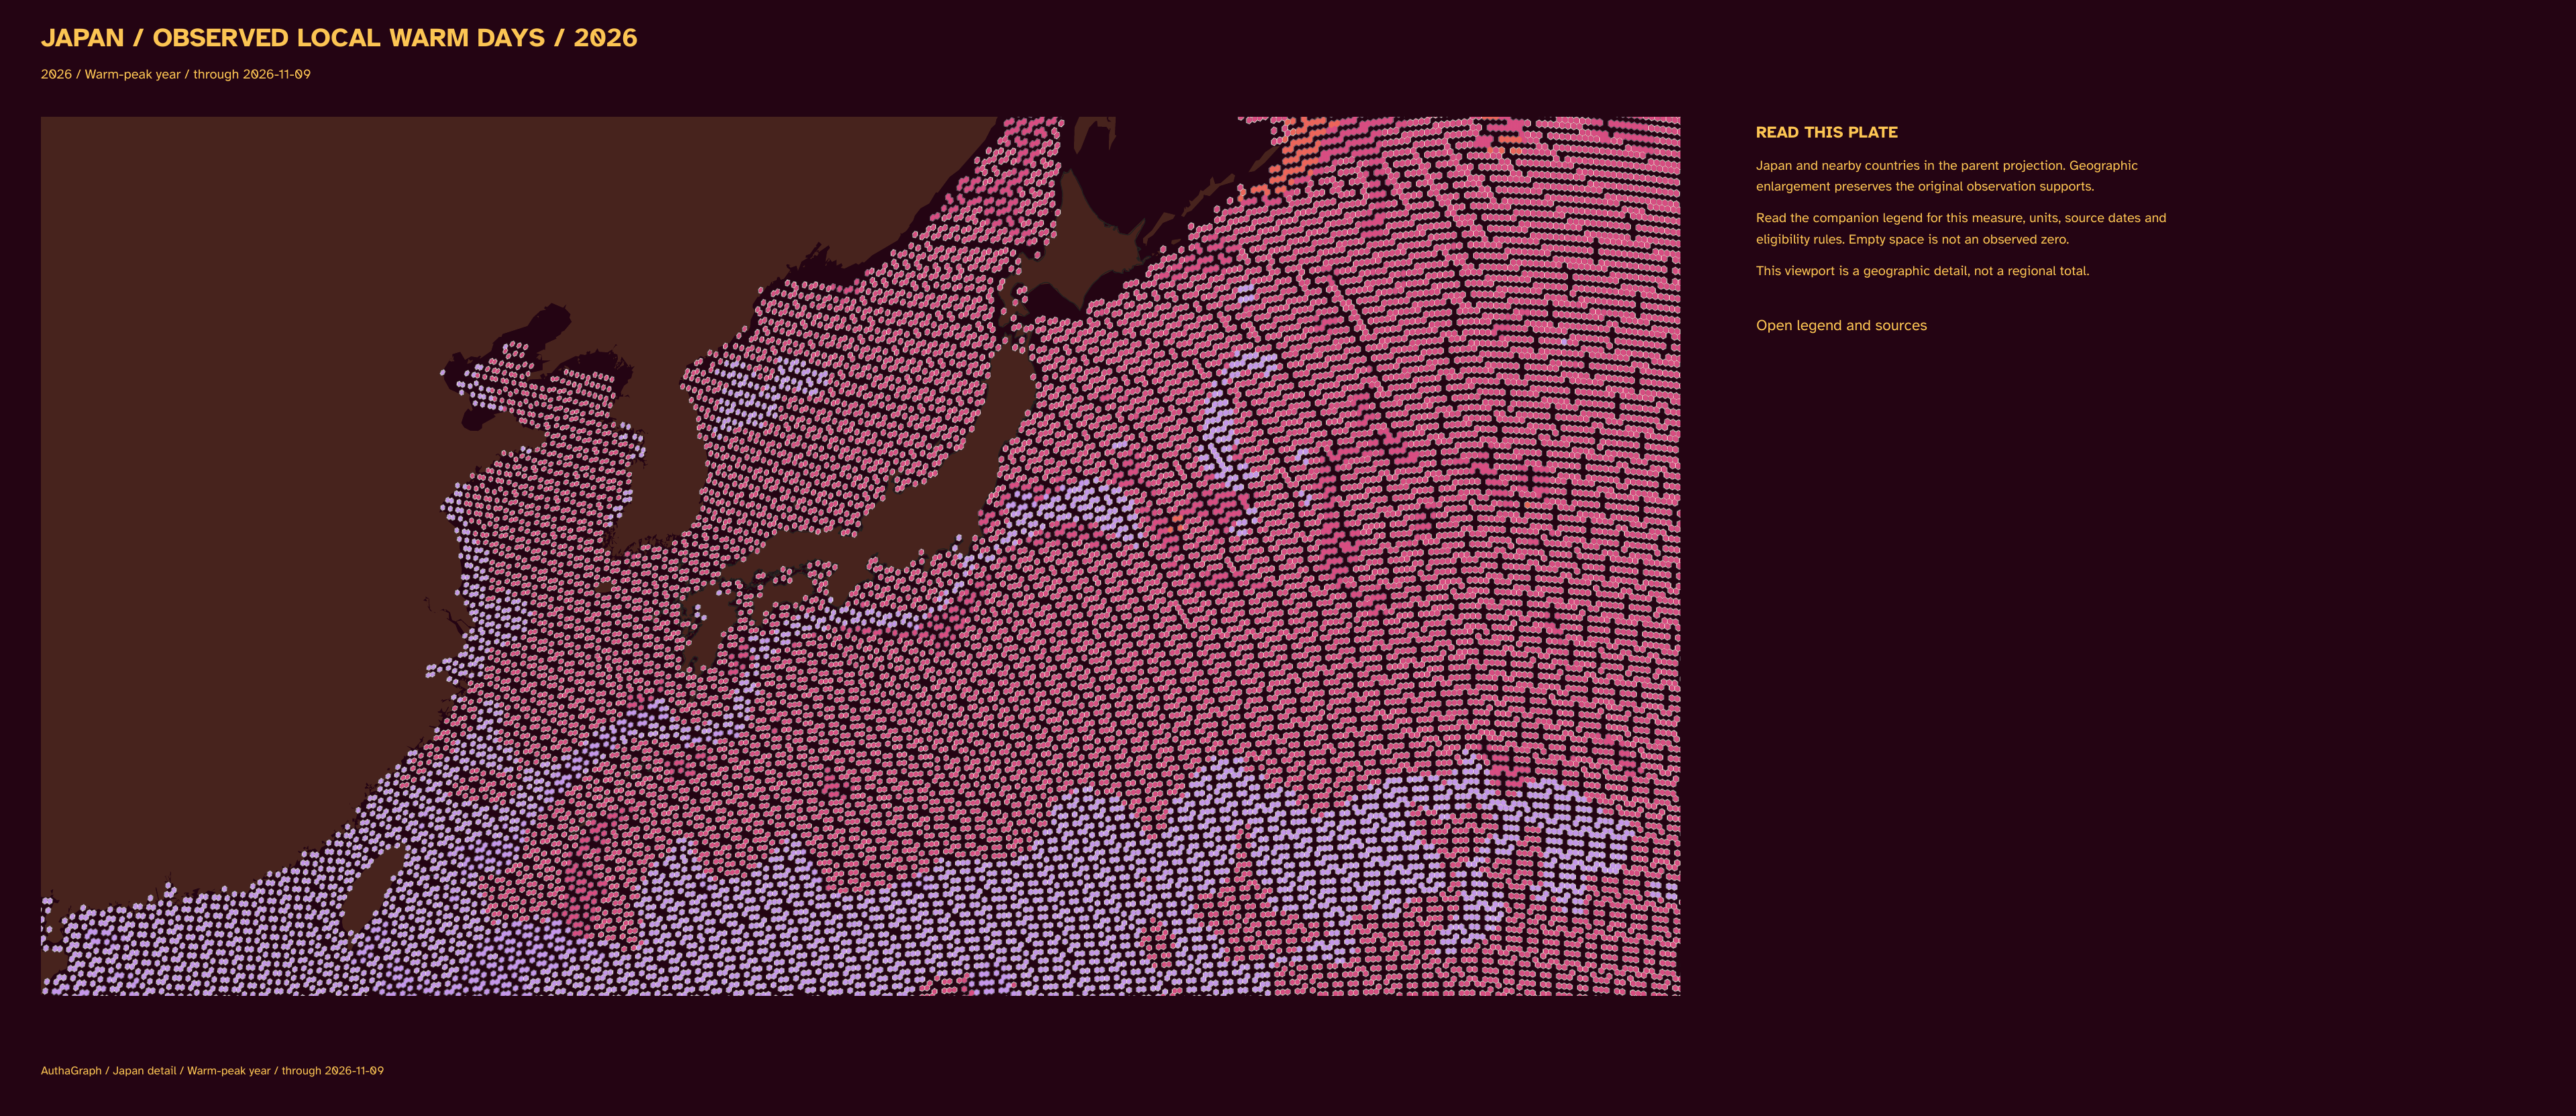 JAPAN / OBSERVED LOCAL WARM DAYS / 2026
2026 / Warm-peak year / through 2026-11-09
READ THIS PLATE
Japan and nearby countries in the parent projection. Geographic
enlargement preserves the original observation supports.
Read the companion legend for this measure, units, source dates and
eligibility rules. Empty space is not an observed zero.
This viewport is a geographic detail, not a regional total.
Open legend and sources
AuthaGraph / Japan detail / Warm-peak year / through 2026-11-09